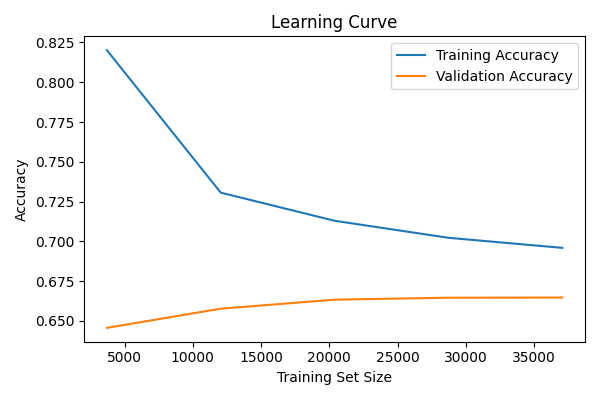 Learning Curve
Training Accuracy
Validation Accuracy
0.825
0.800
0.775
0.750
0.725
0.700
0.675
0.650
Accuracy
5000 10000 15000 20000 25000 30000 35000
Training Set Size